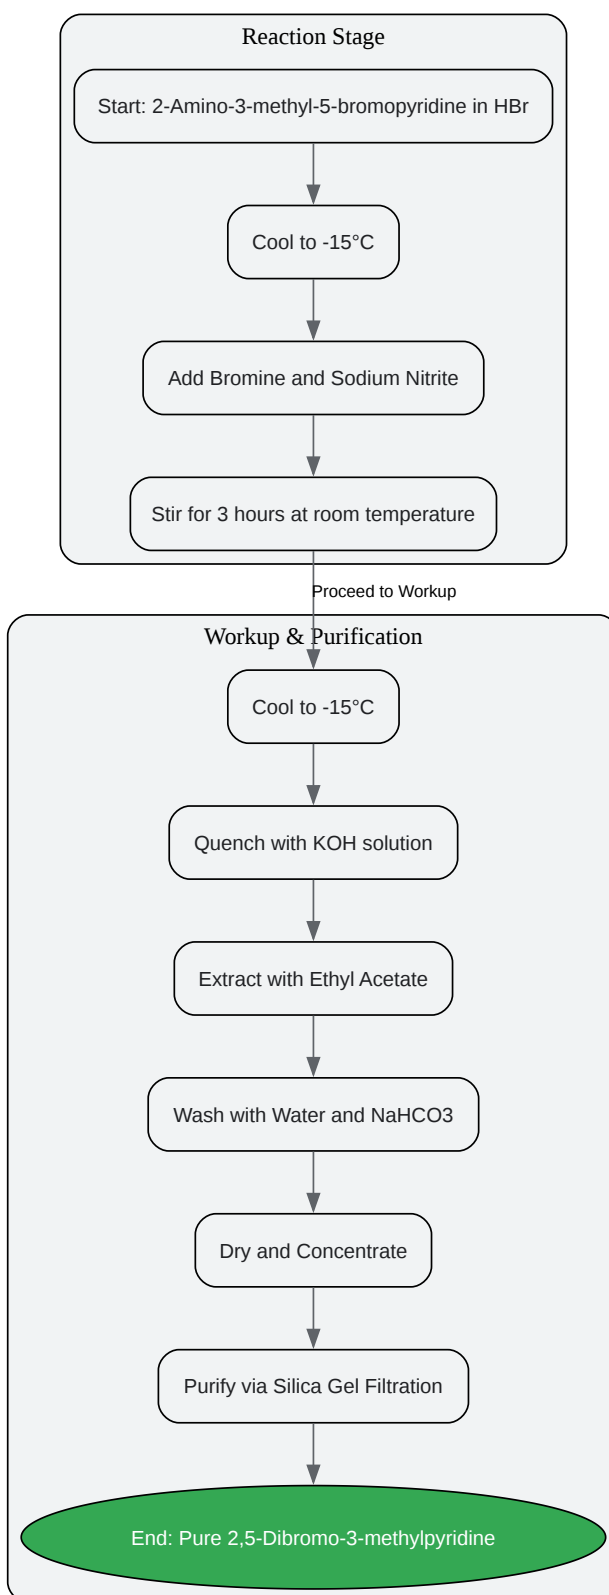 Reaction Stage
Start: 2-Amino-3-methyl-5-bromopyridine in HBr
Cool to -15°C
Add Bromine and Sodium Nitrite
Stir for 3 hours at room temperature
Proceed to Workup
Workup & Purification
Cool to -15°C
Quench with KOH solution
Extract with Ethyl Acetate
Wash with Water and NaHCO3
Dry and Concentrate
Purify via Silica Gel Filtration
End: Pure 2,5-Dibromo-3-methylpyridine